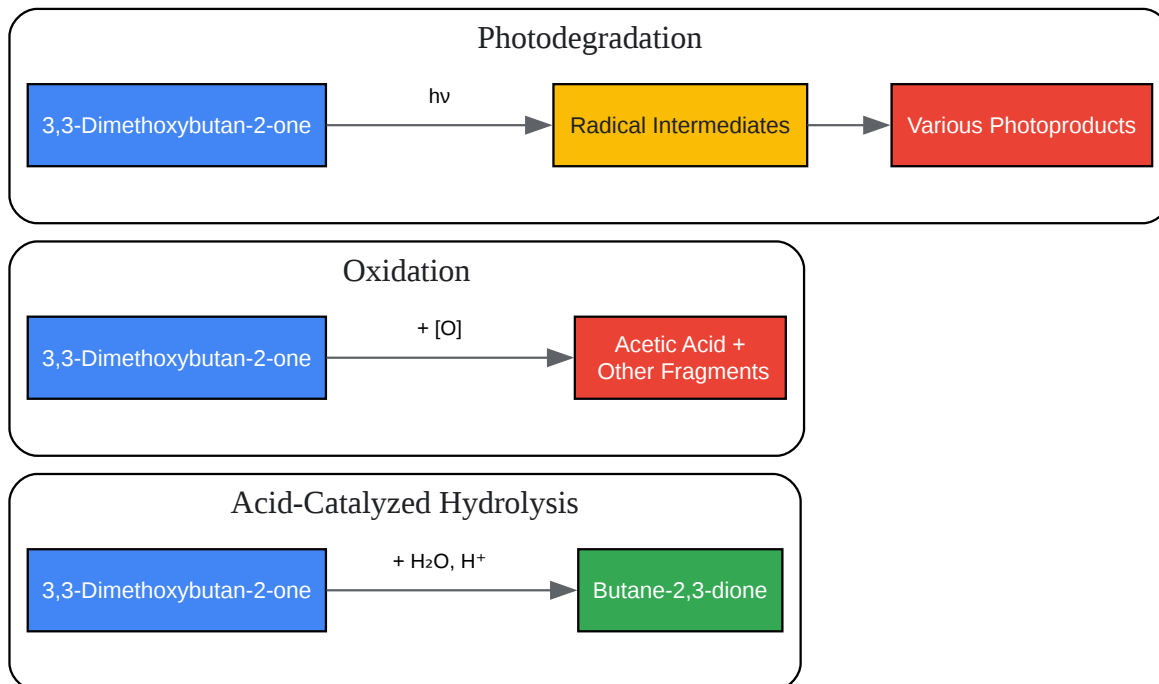 Photodegradation
3,3-Dimethoxybutan-2-one
hν
Radical Intermediates
Various Photoproducts
Oxidation
3,3-Dimethoxybutan-2-one
+ [O]
Acetic Acid +
Other Fragments
Acid-Catalyzed Hydrolysis
3,3-Dimethoxybutan-2-one
+ H₂O, H⁺
Butane-2,3-dione